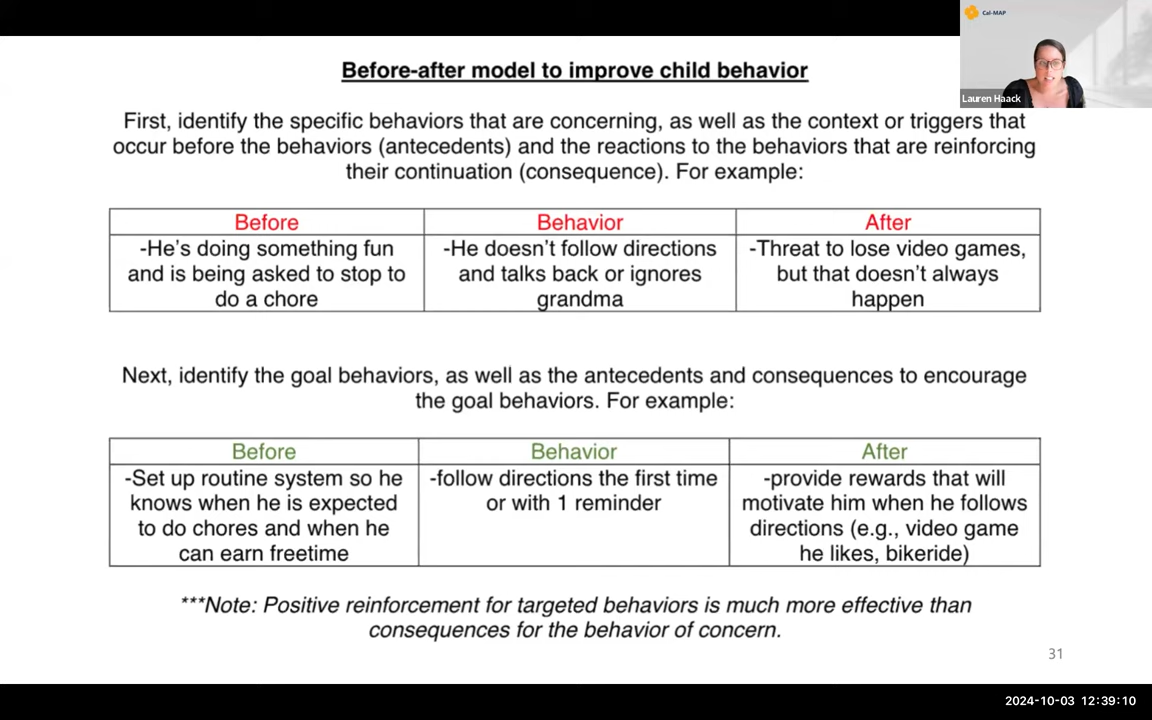 Cal-MAP
Lauren Haack
Before-after model to improve child behavior
First, identify the specific behaviors that are concerning, as well as the context or triggers that
occur before the behaviors (antecedents) and the reactions to the behaviors that are reinforcing
their continuation (consequence). For example:
Before
Behavior
After
-He's doing something fun
and is being asked to stop to
do a chore
-He doesn't follow directions
and talks back or ignores
grandma
-Threat to lose video games,
but that doesn't always
happen
Next, identify the goal behaviors, as well as the antecedents and consequences to encourage
the goal behaviors. For example:
Before
Behavior
After
-Set up routine system so he
knows when he is expected
to do chores and when he
can earn freetime
-follow directions the first time
or with 1 reminder
-provide rewards that will
motivate him when he follows
directions (e.g., video game
he likes, bikeride)
***Note: Positive reinforcement for targeted behaviors is much more effective than
consequences for the behavior of concern.
31
2024-10-03 12:39:10